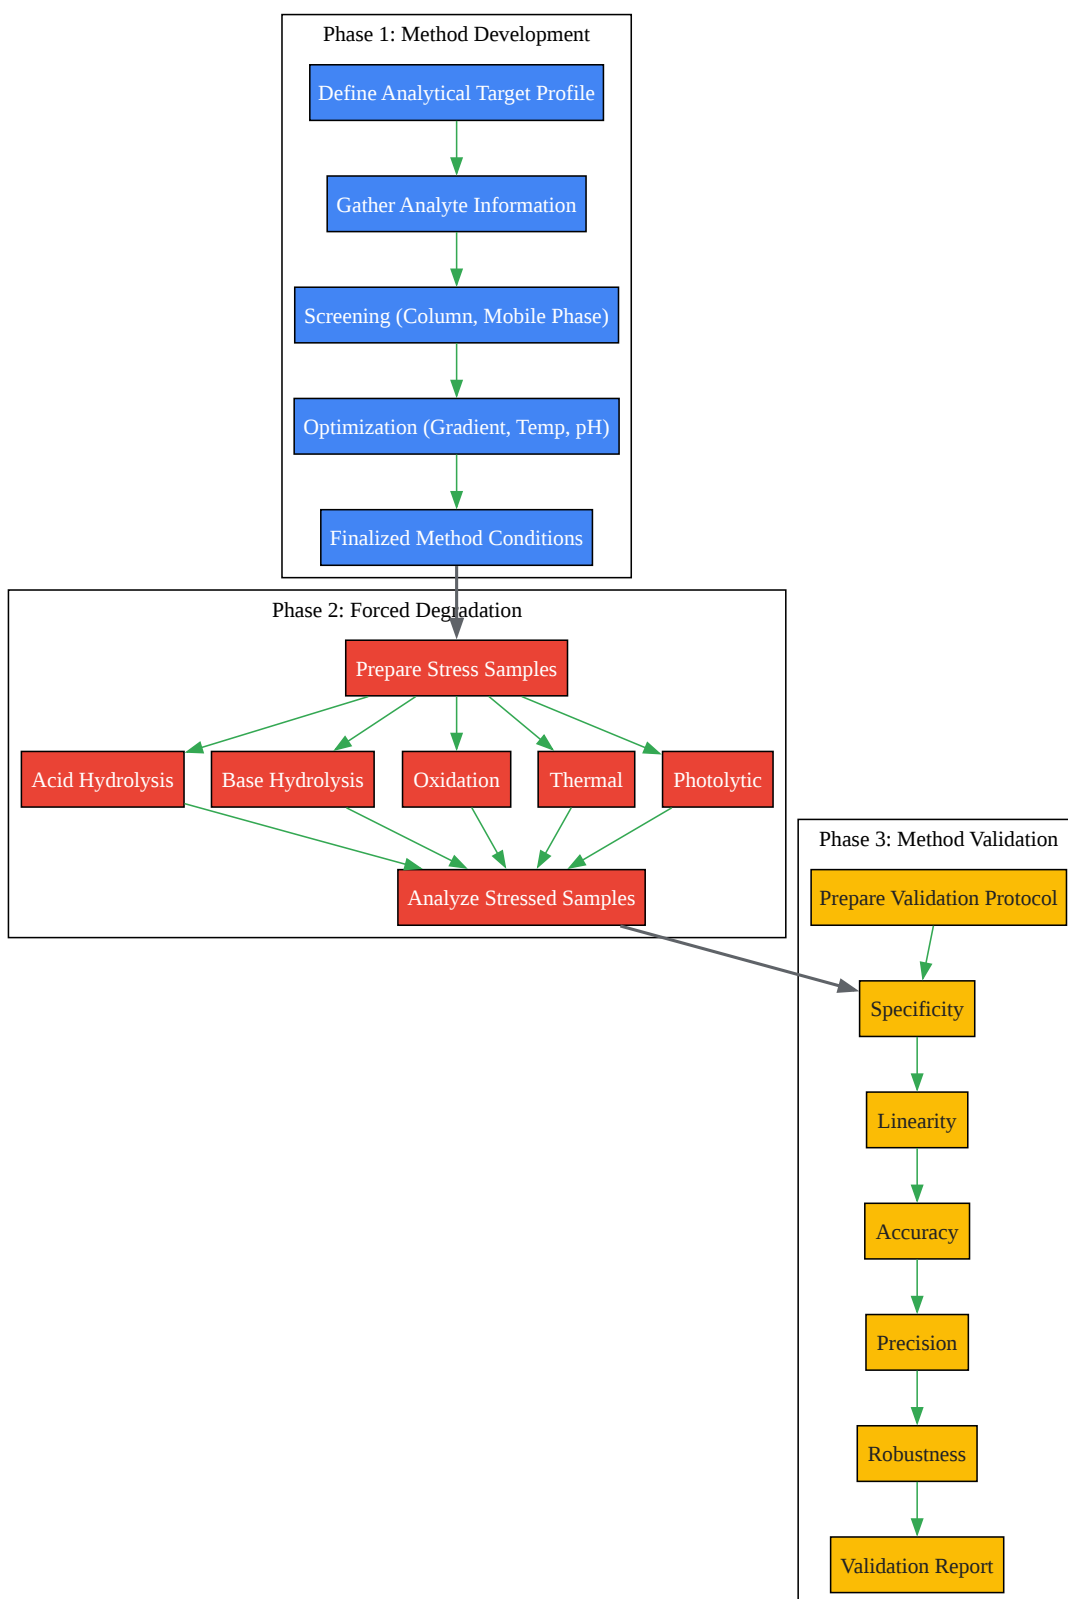 Phase 1: Method Development
Define Analytical Target Profile
Gather Analyte Information
Screening (Column, Mobile Phase)
Optimization (Gradient, Temp, pH)
Finalized Method Conditions
Phase 2: Forced Degradation
Prepare Stress Samples
Acid Hydrolysis
Base Hydrolysis
Oxidation
Thermal
Photolytic
Analyze Stressed Samples
Phase 3: Method Validation
Prepare Validation Protocol
Specificity
Linearity
Accuracy
Precision
Robustness
Validation Report